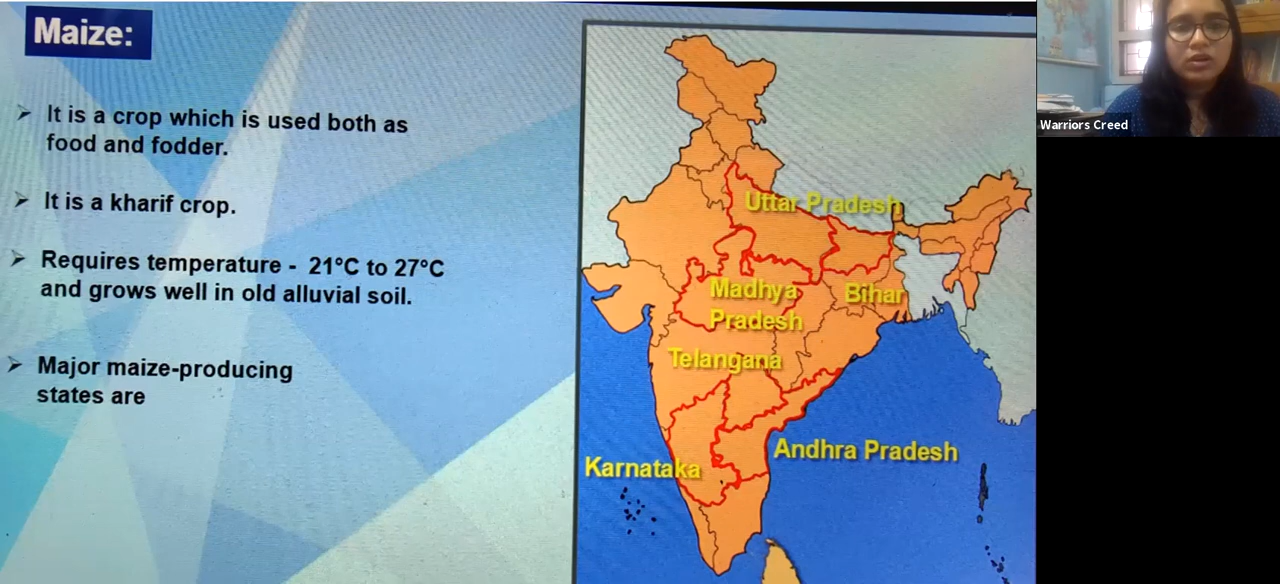 Maize:
It is a crop which is used both as
food and fodder.
It is a kharif crop.
Requires temperature - 21°C to 27°C
and grows well in old alluvial soil.
Major maize-producing
states are
Uttar Pradesh
Madhya
Pradesh
Bihar
Telangana
Andhra Pradesh
Karnataka
Warriors Creed